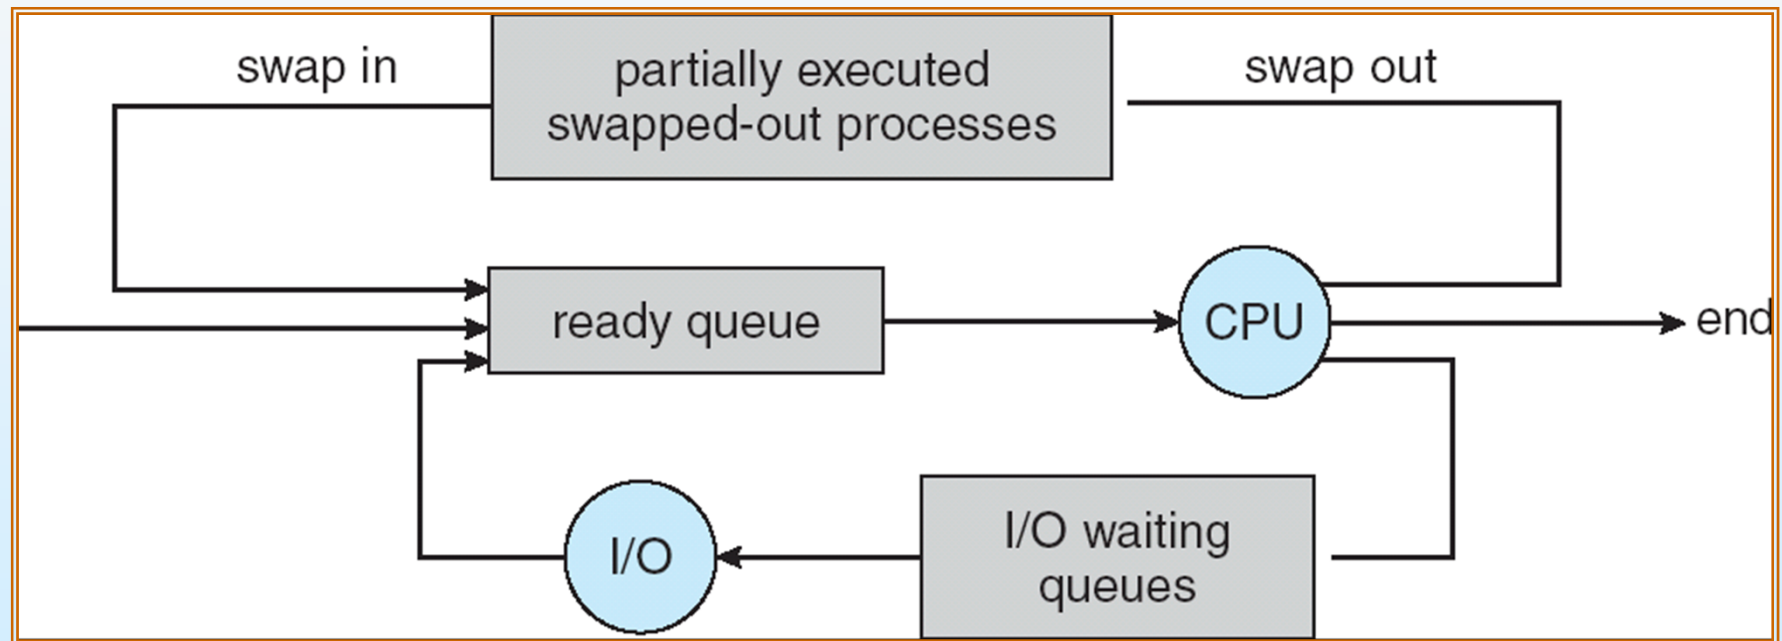 swap in
partially executed
swapped-out processes
swap out
ready queue
CPU
end
I/O
I/O waiting
queues